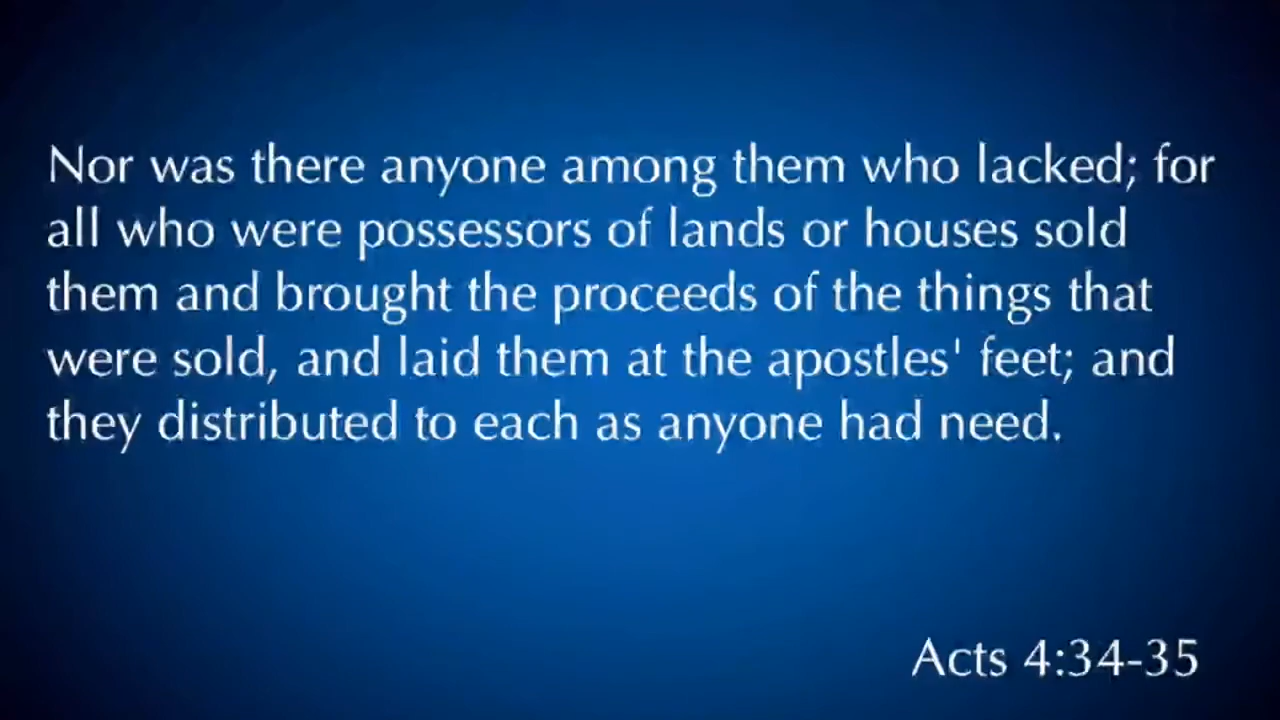 Nor was there anyone among them who lacked; for
all who were possessors of lands or houses sold
them and brought the proceeds of the things that
were sold, and laid them at the apostles' feet; and
they distributed to each as anyone had need.
Acts 4:34-35